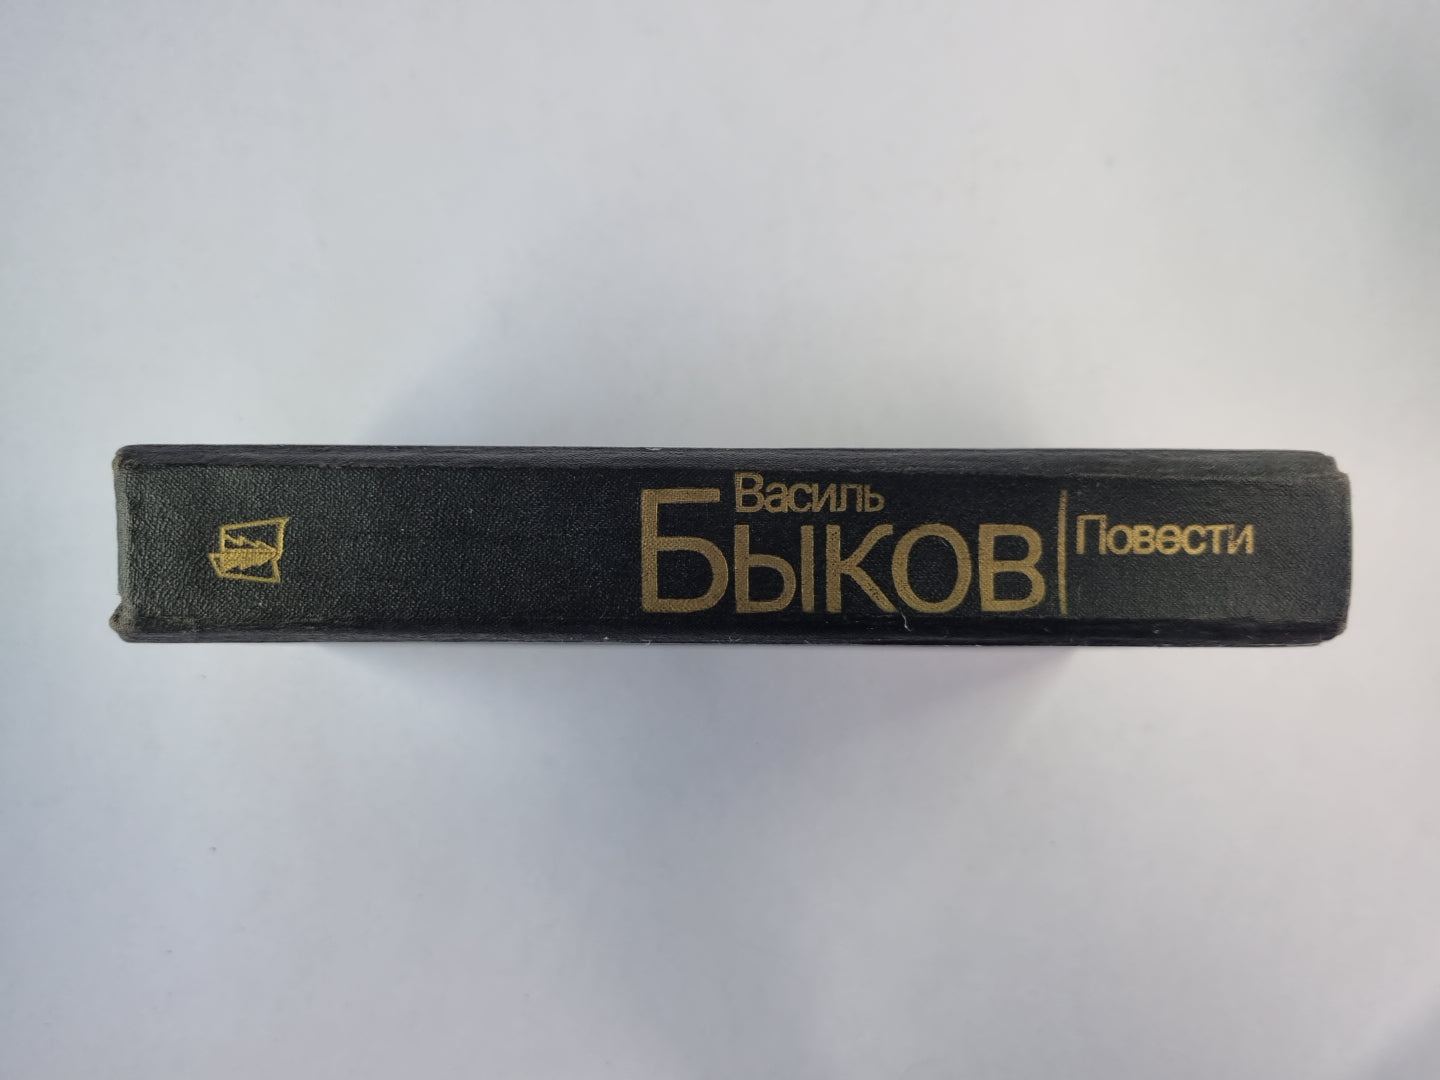 Василь
Быков
Повести